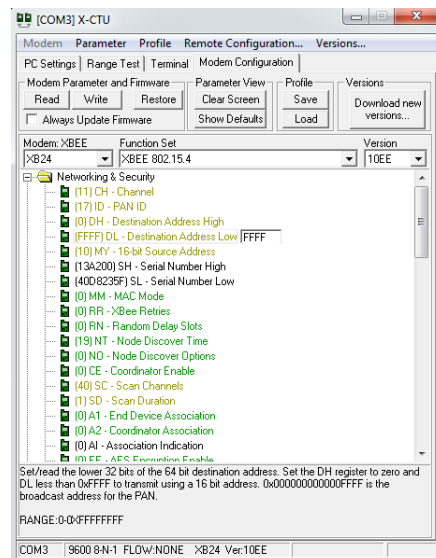 [COM3] X-CTU
Modem Parameter Profile Remote Configuration... Versions...
PC Settings Range Test Terminal Modem Configuration
Modem Parameter and Firmware Parameter View Profile Versions
Read Write Restore Clear Screen Save Download new versions...
Always Update Firmware Show Defaults Load
Modem: XBEE Function Set Version
XB24 XBEE 802.15.4 10EE
Networking & Security
(11) CH - Channel
(17) ID - PAN ID
(0) DH - Destination Address High
(FFFF) DL - Destination Address Low FFFF
(10) MY - 16-bit Source Address
(13A200) SH - Serial Number High
(40D8235F) SL - Serial Number Low
(0) MM - MAC Mode
(0) RR - XBee Retries
(0) RN - Random Delay Slots
(19) NT - Node Discover Time
(0) NO - Node Discover Options
(0) CE - Coordinator Enable
(40) SC - Scan Channels
(1) SD - Scan Duration
(0) A1 - End Device Association
(0) A2 - Coordinator Association
(0) AI - Association Indication
(0) EE - AES Encryption Enable
Set/read the lower 32 bits of the 64 bit destination address. Set the DH register to zero and
DL less than 0xFFFF to transmit using a 16 bit address. 0x000000000000FFFF is the
broadcast address for the PAN.
RANGE:0-0XFFFFFFFF
COM3 9600 8-N-1 FLOW:NONE XB24 Ver:10EE